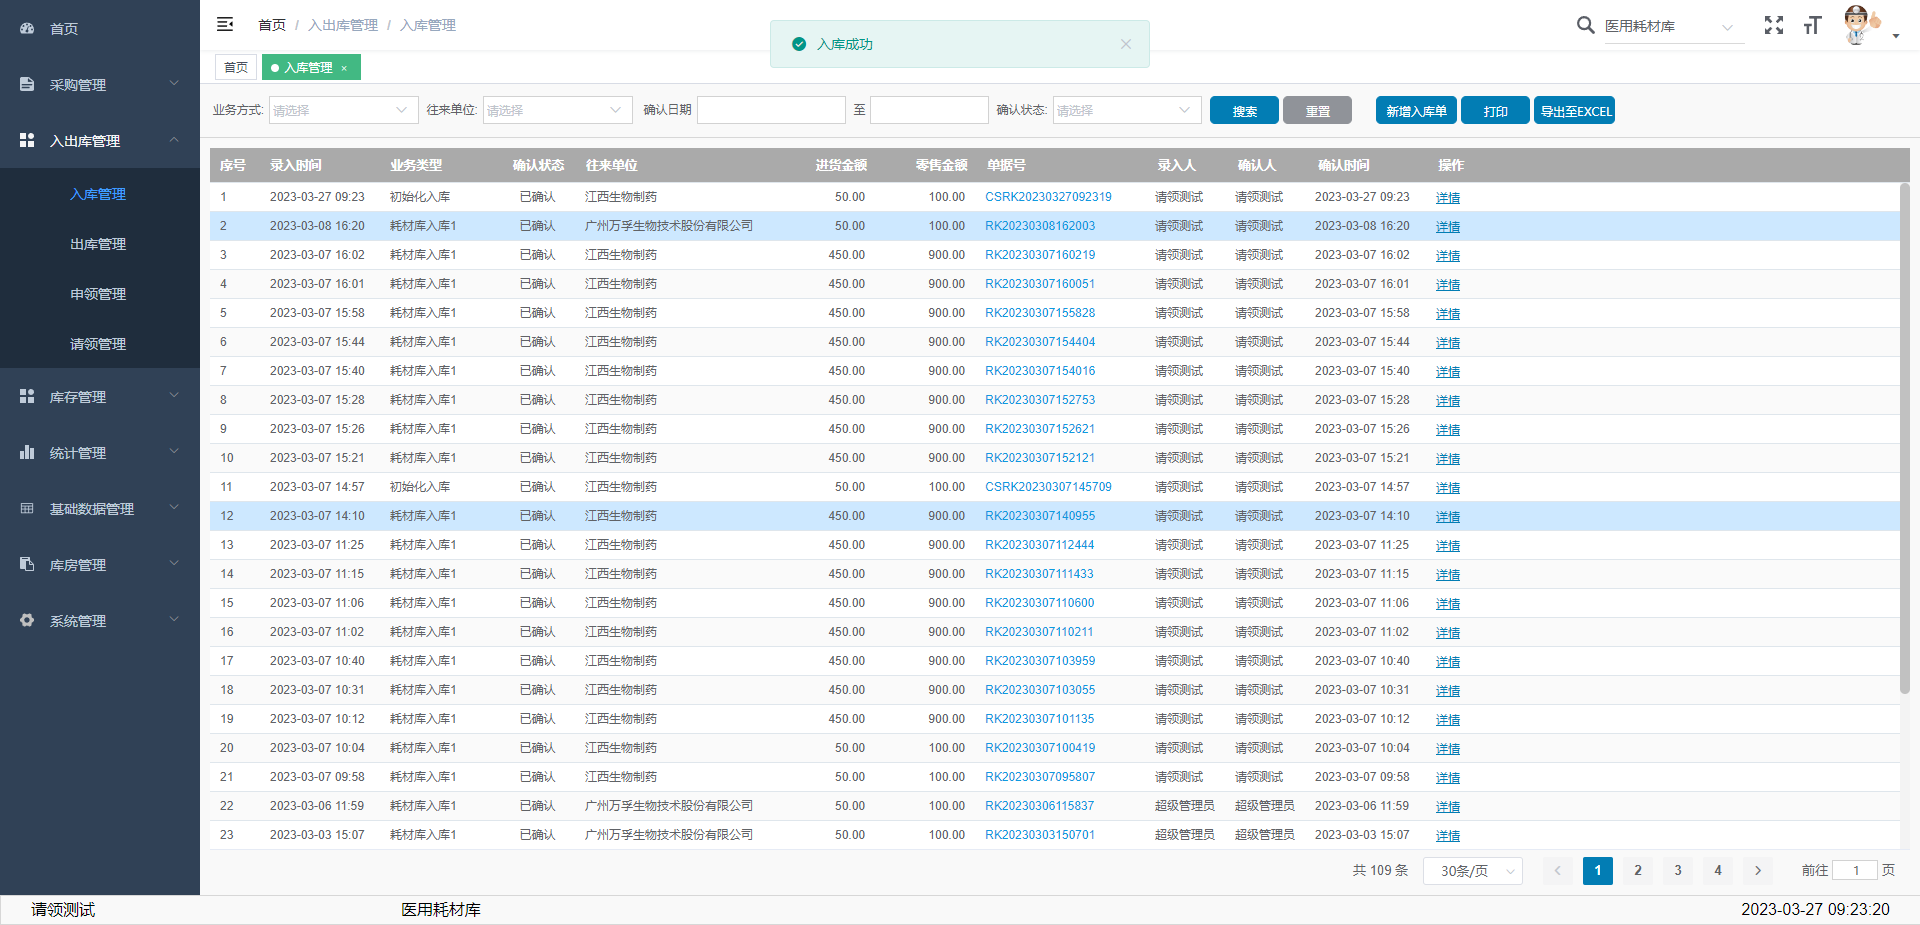 首页
采购管理
入出库管理
入库管理
出库管理
申领管理
请领管理
库存管理
统计管理
基础数据管理
库房管理
系统管理
首页 / 入出库管理 / 入库管理
入库成功
医用耗材库
首页 入库管理 ×
业务方式: 请选择 往来单位: 请选择 确认日期 至 确认状态: 请选择 搜索 重置 新增入库单 打印 导出至EXCEL
序号 录入时间 业务类型 确认状态 往来单位 进货金额 零售金额 单据号 录入人 确认人 确认时间 操作
1 2023-03-27 09:23 初始化入库 已确认 江西生物制药 50.00 100.00 CSRK20230327092319 请领测试 请领测试 2023-03-27 09:23 详情
2 2023-03-08 16:20 耗材库入库1 已确认 广州万孚生物技术股份有限公司 50.00 100.00 RK20230308162003 请领测试 请领测试 2023-03-08 16:20 详情
3 2023-03-07 16:02 耗材库入库1 已确认 江西生物制药 450.00 900.00 RK20230307160219 请领测试 请领测试 2023-03-07 16:02 详情
4 2023-03-07 16:01 耗材库入库1 已确认 江西生物制药 450.00 900.00 RK20230307160051 请领测试 请领测试 2023-03-07 16:01 详情
5 2023-03-07 15:58 耗材库入库1 已确认 江西生物制药 450.00 900.00 RK20230307155828 请领测试 请领测试 2023-03-07 15:58 详情
6 2023-03-07 15:44 耗材库入库1 已确认 江西生物制药 450.00 900.00 RK20230307154404 请领测试 请领测试 2023-03-07 15:44 详情
7 2023-03-07 15:40 耗材库入库1 已确认 江西生物制药 450.00 900.00 RK20230307154016 请领测试 请领测试 2023-03-07 15:40 详情
8 2023-03-07 15:28 耗材库入库1 已确认 江西生物制药 450.00 900.00 RK20230307152753 请领测试 请领测试 2023-03-07 15:28 详情
9 2023-03-07 15:26 耗材库入库1 已确认 江西生物制药 450.00 900.00 RK20230307152621 请领测试 请领测试 2023-03-07 15:26 详情
10 2023-03-07 15:21 耗材库入库1 已确认 江西生物制药 450.00 900.00 RK20230307152121 请领测试 请领测试 2023-03-07 15:21 详情
11 2023-03-07 14:57 初始化入库 已确认 江西生物制药 50.00 100.00 CSRK20230307145709 请领测试 请领测试 2023-03-07 14:57 详情
12 2023-03-07 14:10 耗材库入库1 已确认 江西生物制药 450.00 900.00 RK20230307140955 请领测试 请领测试 2023-03-07 14:10 详情
13 2023-03-07 11:25 耗材库入库1 已确认 江西生物制药 450.00 900.00 RK20230307112444 请领测试 请领测试 2023-03-07 11:25 详情
14 2023-03-07 11:15 耗材库入库1 已确认 江西生物制药 450.00 900.00 RK20230307111433 请领测试 请领测试 2023-03-07 11:15 详情
15 2023-03-07 11:06 耗材库入库1 已确认 江西生物制药 450.00 900.00 RK20230307110600 请领测试 请领测试 2023-03-07 11:06 详情
16 2023-03-07 11:02 耗材库入库1 已确认 江西生物制药 450.00 900.00 RK20230307110211 请领测试 请领测试 2023-03-07 11:02 详情
17 2023-03-07 10:40 耗材库入库1 已确认 江西生物制药 450.00 900.00 RK20230307103959 请领测试 请领测试 2023-03-07 10:40 详情
18 2023-03-07 10:31 耗材库入库1 已确认 江西生物制药 450.00 900.00 RK20230307103055 请领测试 请领测试 2023-03-07 10:31 详情
19 2023-03-07 10:12 耗材库入库1 已确认 江西生物制药 450.00 900.00 RK20230307101135 请领测试 请领测试 2023-03-07 10:12 详情
20 2023-03-07 10:04 耗材库入库1 已确认 江西生物制药 50.00 100.00 RK20230307100419 请领测试 请领测试 2023-03-07 10:04 详情
21 2023-03-07 09:58 耗材库入库1 已确认 江西生物制药 50.00 100.00 RK20230307095807 请领测试 请领测试 2023-03-07 09:58 详情
22 2023-03-06 11:59 耗材库入库1 已确认 广州万孚生物技术股份有限公司 50.00 100.00 RK20230306115837 超级管理员 超级管理员 2023-03-06 11:59 详情
23 2023-03-03 15:07 耗材库入库1 已确认 广州万孚生物技术股份有限公司 50.00 100.00 RK20230303150701 超级管理员 超级管理员 2023-03-03 15:07 详情
共 109 条 30条/页 1 2 3 4 前往 1 页
请领测试 医用耗材库 2023-03-27 09:23:20